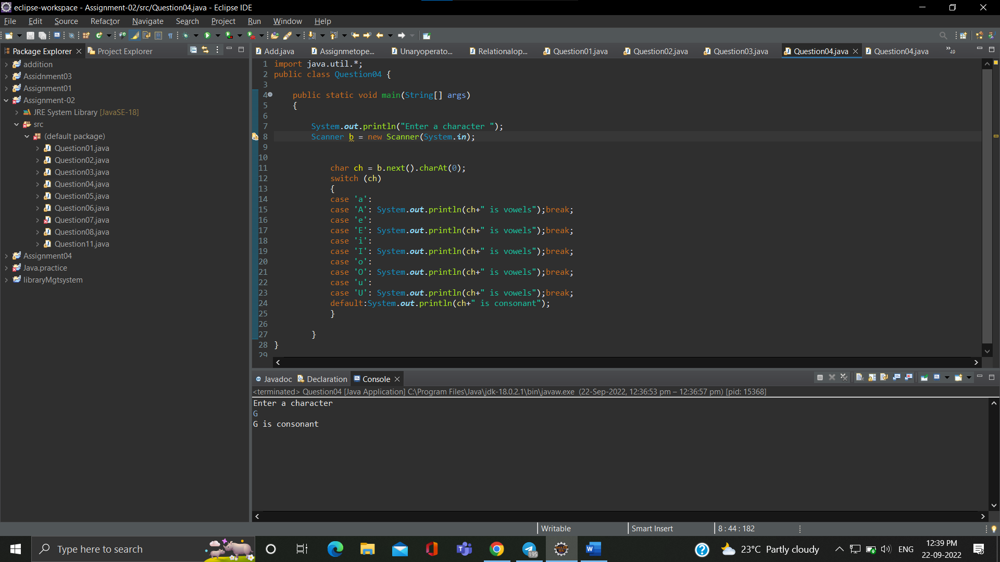 eclipse-workspace - Assignment-02/src/Question04.java - Eclipse IDE
File Edit Source Refactor Navigate Search Project Run Window Help
Package Explorer Project Explorer
Add.java Assignmetope... Unaryoperato... Relationalop... Question01.java Question02.java Question03.java Question04.java Question04.java »49
addition
Assidnment03
Assignment01
Assignment-02
JRE System Library [JavaSE-18]
src
(default package)
Question01.java
Question02.java
Question03.java
Question04.java
Question05.java
Question06.java
Question07.java
Question08.java
Question11.java
Assignment04
Java.practice
libraryMgtsystem
1 import java.util.*;
2 public class Question04 {
3
4 public static void main(String[] args)
5 {
6
7 System.out.println("Enter a character ");
8 Scanner b = new Scanner(System.in);
9
10
11 char ch = b.next().charAt(0);
12 switch (ch)
13 {
14 case 'a':
15 case 'A': System.out.println(ch+" is vowels");break;
16 case 'e':
17 case 'E': System.out.println(ch+" is vowels");break;
18 case 'i':
19 case 'I': System.out.println(ch+" is vowels");break;
20 case 'o':
21 case 'O': System.out.println(ch+" is vowels");break;
22 case 'u':
23 case 'U': System.out.println(ch+" is vowels");break;
24 default:System.out.println(ch+" is consonant");
25 }
26
27 }
28 }
29
Javadoc Declaration Console
<terminated> Question04 [Java Application] C:\Program Files\Java\jdk-18.0.2.1\bin\javaw.exe (22-Sep-2022, 12:36:53 pm – 12:36:57 pm) [pid: 15368]
Enter a character
G
G is consonant
Writable Smart Insert 8 : 44 : 182
Type here to search
195
23°C Partly cloudy ENG 12:39 PM
22-09-2022